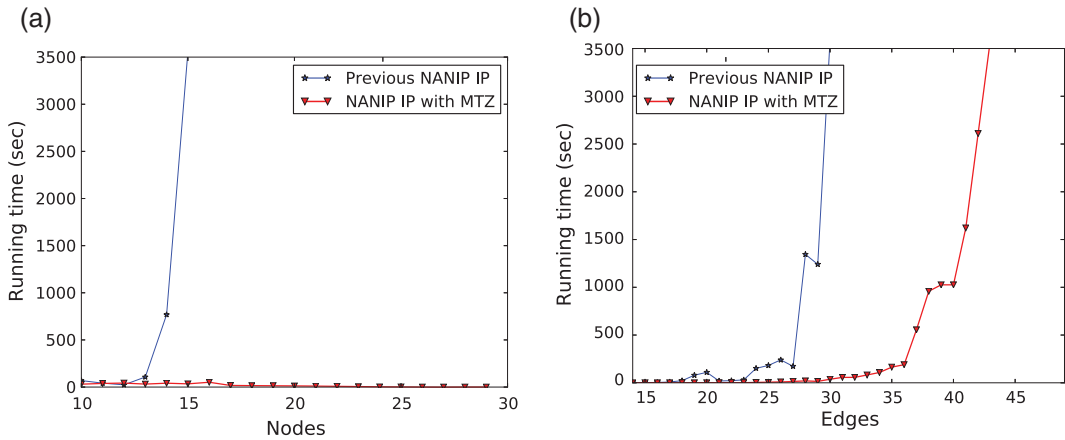 (a)
3500
3000
2500
2000
1500
1000
500
0
Running time (sec)
10
15
20
25
30
Nodes
Previous NANIP IP
NANIP IP with MTZ
(b)
3500
3000
2500
2000
1500
1000
500
0
Running time (sec)
15
20
25
30
35
40
45
Edges
Previous NANIP IP
NANIP IP with MTZ